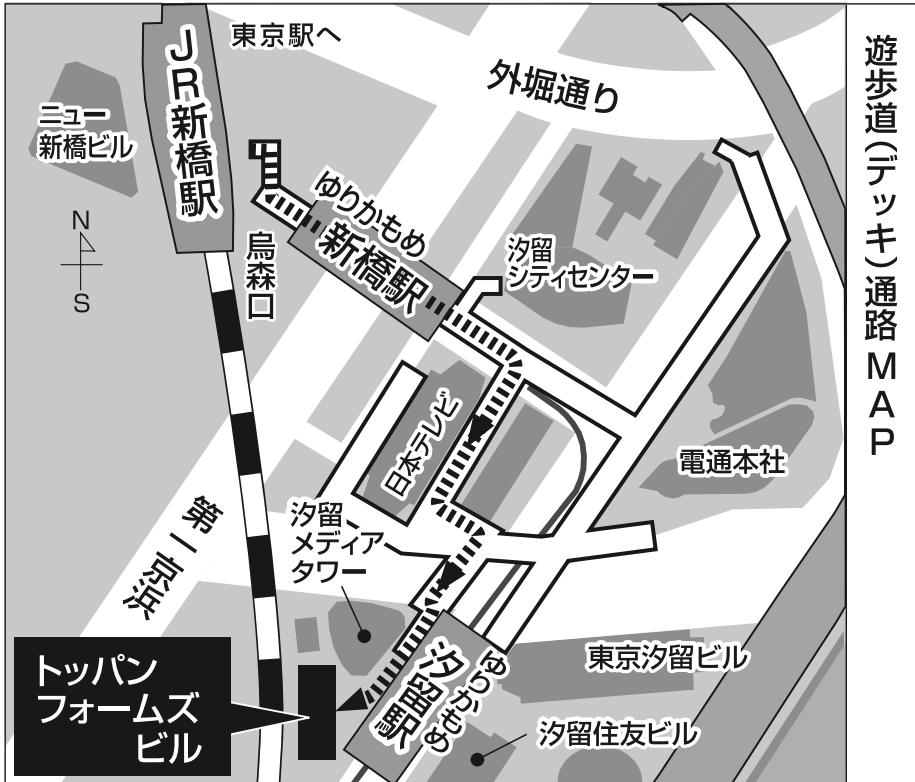 遊歩道(デッキ)通路MAP
東京駅へ
外堀通り
JR新橋駅
ニュー
新橋ビル
N
S
烏森口
ゆりかもめ
新橋駅
汐留
シティセンター
日本テレビ
電通本社
第一京浜
汐留
メディア
タワー
トッパン
フォームズ
ビル
ゆりかもめ
汐留駅
東京汐留ビル
汐留住友ビル